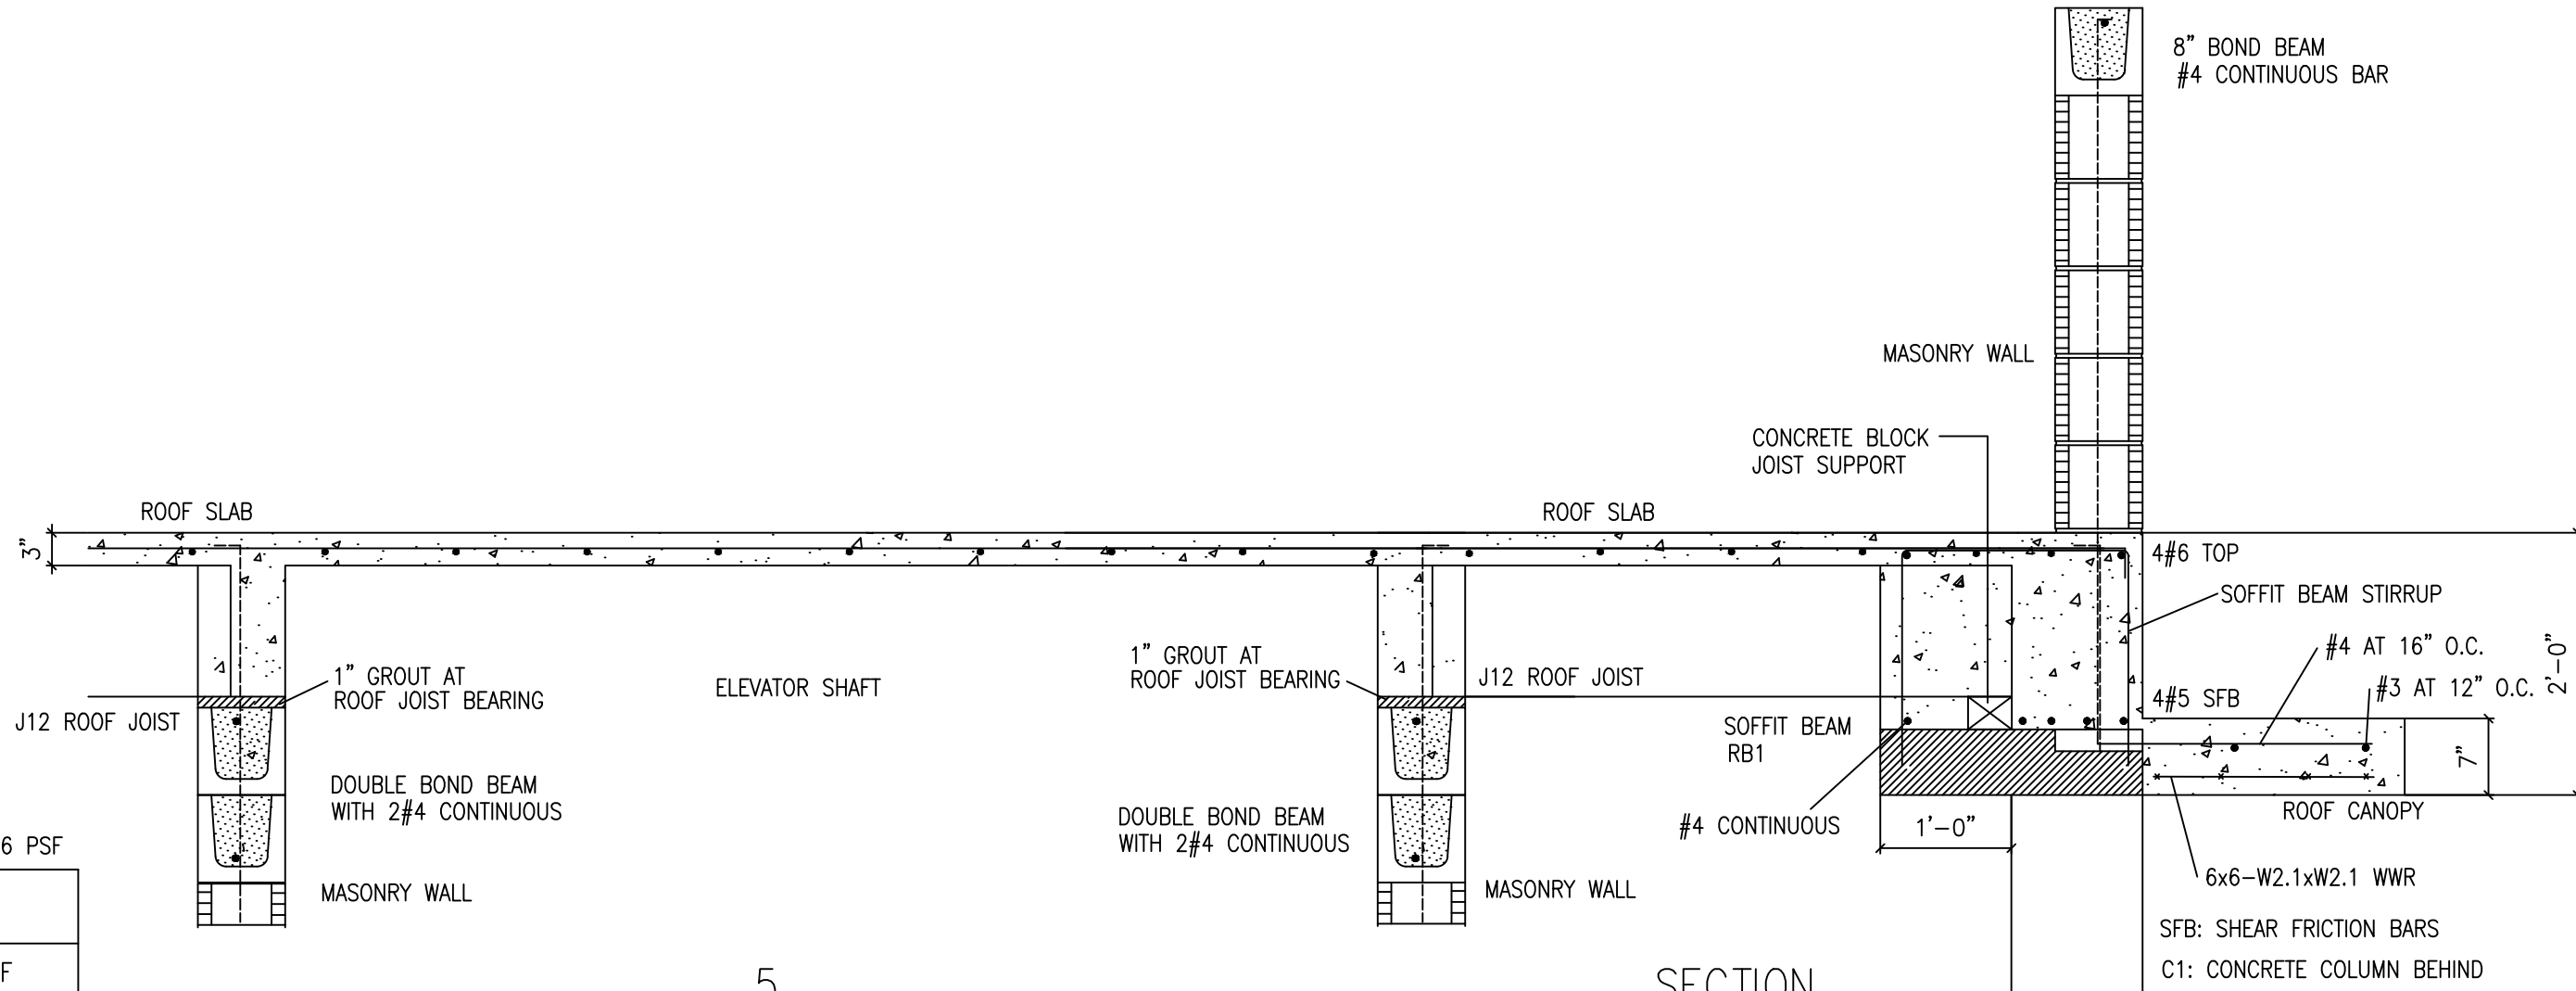 8" BOND BEAM
#4 CONTINUOUS BAR
MASONRY WALL
CONCRETE BLOCK
JOIST SUPPORT
ROOF SLAB
ROOF SLAB
3"
4#6 TOP
SOFFIT BEAM STIRRUP
#4 AT 16" O.C.
#3 AT 12" O.C.
2'-0"
4#5 SFB
1" GROUT AT
ROOF JOIST BEARING
ELEVATOR SHAFT
1" GROUT AT
ROOF JOIST BEARING
J12 ROOF JOIST
J12 ROOF JOIST
SOFFIT BEAM
RB1
7"
DOUBLE BOND BEAM
WITH 2#4 CONTINUOUS
DOUBLE BOND BEAM
WITH 2#4 CONTINUOUS
#4 CONTINUOUS
1'-0"
ROOF CANOPY
6 PSF
MASONRY WALL
MASONRY WALL
6x6-W2.1xW2.1 WWR
SFB: SHEAR FRICTION BARS
C1: CONCRETE COLUMN BEHIND
F
5
SECTION